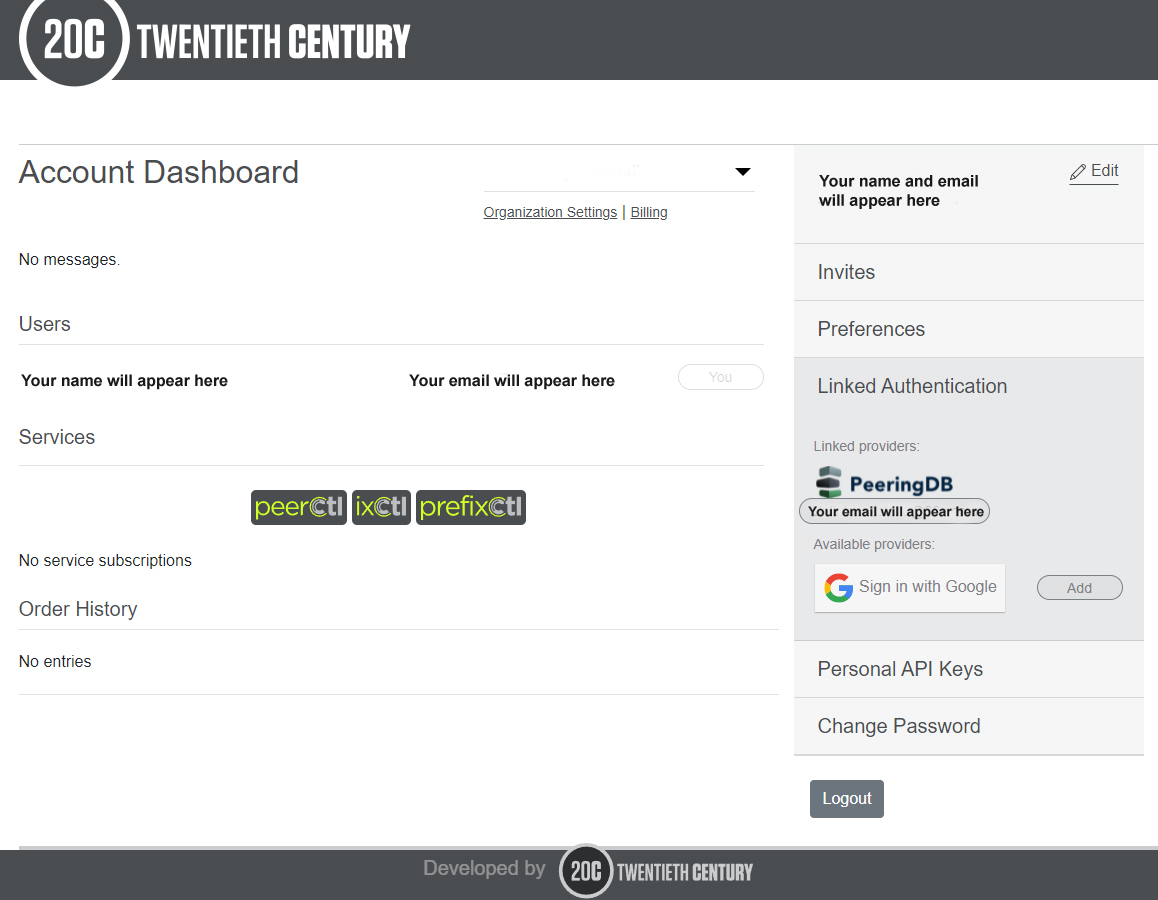 20C TWENTIETH CENTURY
Account Dashboard
Organization Settings | Billing
No messages.
Users
Your name will appear here Your email will appear here You
Services
peerCtl ixCtl prefixCtl
No service subscriptions
Order History
No entries
Your name and email
will appear here
Edit
Invites
Preferences
Linked Authentication
Linked providers:
PeeringDB
Your email will appear here
Available providers:
Sign in with Google Add
Personal API Keys
Change Password
Logout
Developed by 20C TWENTIETH CENTURY